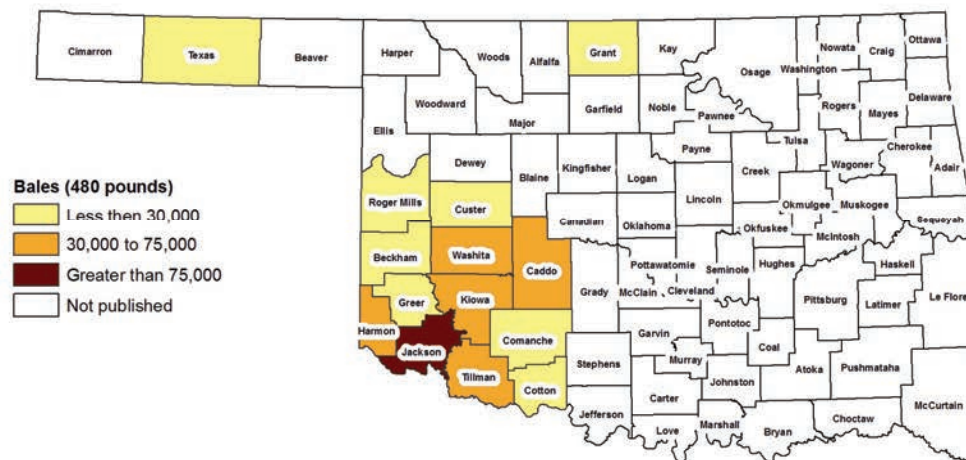 Cimarron
Texas
Beaver
Harper
Woods
Alfalfa
Grant
Kay
Osage
Washington
Nowata
Craig
Ottawa
Woodward
Major
Garfield
Noble
Pawnee
Rogers
Mayes
Delaware
Ellis
Dewey
Blaine
Kingfisher
Logan
Payne
Creek
Tulsa
Wagoner
Cherokee
Adair
Bales (480 pounds)
Less then 30,000
30,000 to 75,000
Greater than 75,000
Not published
Roger Mills
Custer
Canadian
Oklahoma
Lincoln
Okmulgee
Muskogee
Sequoyah
Okfuskee
McIntosh
Beckham
Washita
Caddo
Grady
McClain
Pottawatomie
Cleveland
Seminole
Hughes
Pittsburg
Haskell
Latimer
Le Flore
Greer
Kiowa
Harmon
Jackson
Comanche
Tillman
Cotton
Stephens
Garvin
Murray
Pontotoc
Coal
Johnston
Atoka
Pushmataha
Jefferson
Carter
Love
Marshall
Bryan
Choctaw
McCurtain